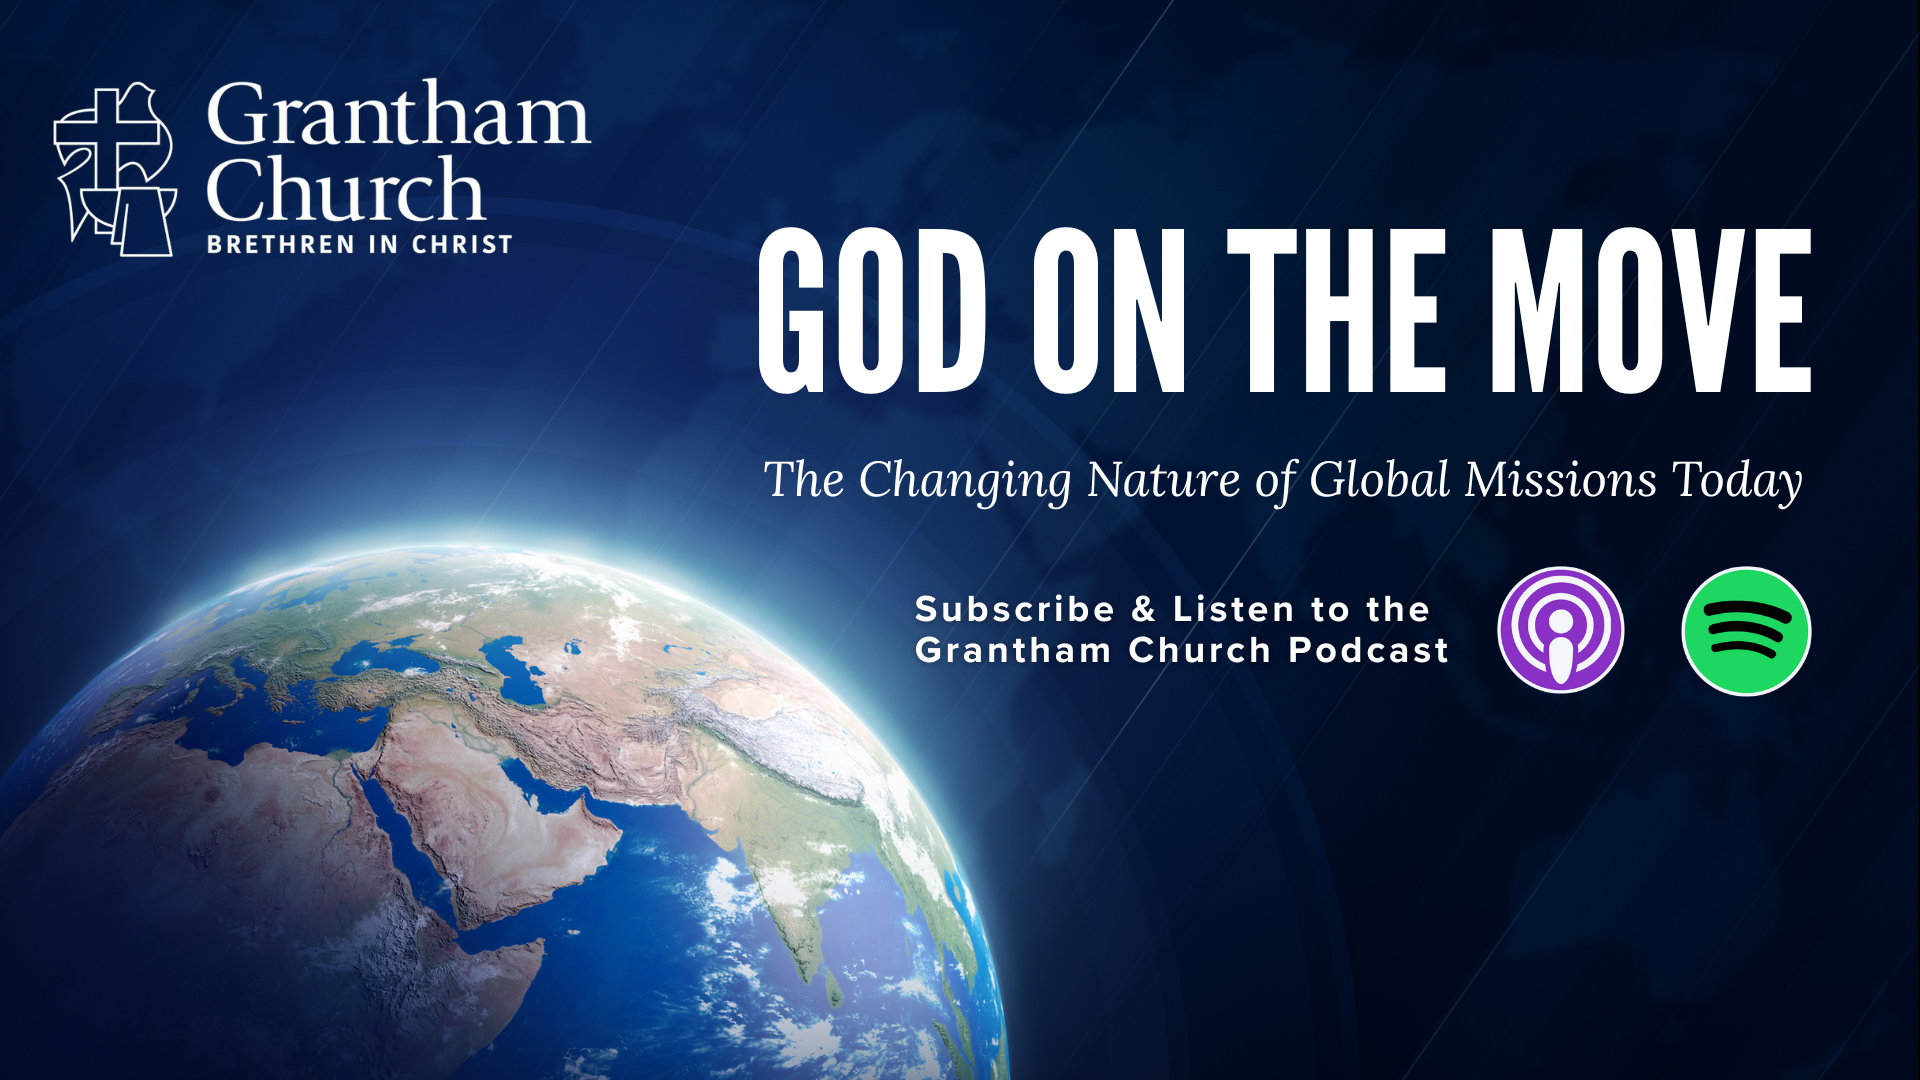 Grantham
Church
BRETHREN IN CHRIST
GOD ON THE MOVE
The Changing Nature of Global Missions Today
Subscribe & Listen to the
Grantham Church Podcast